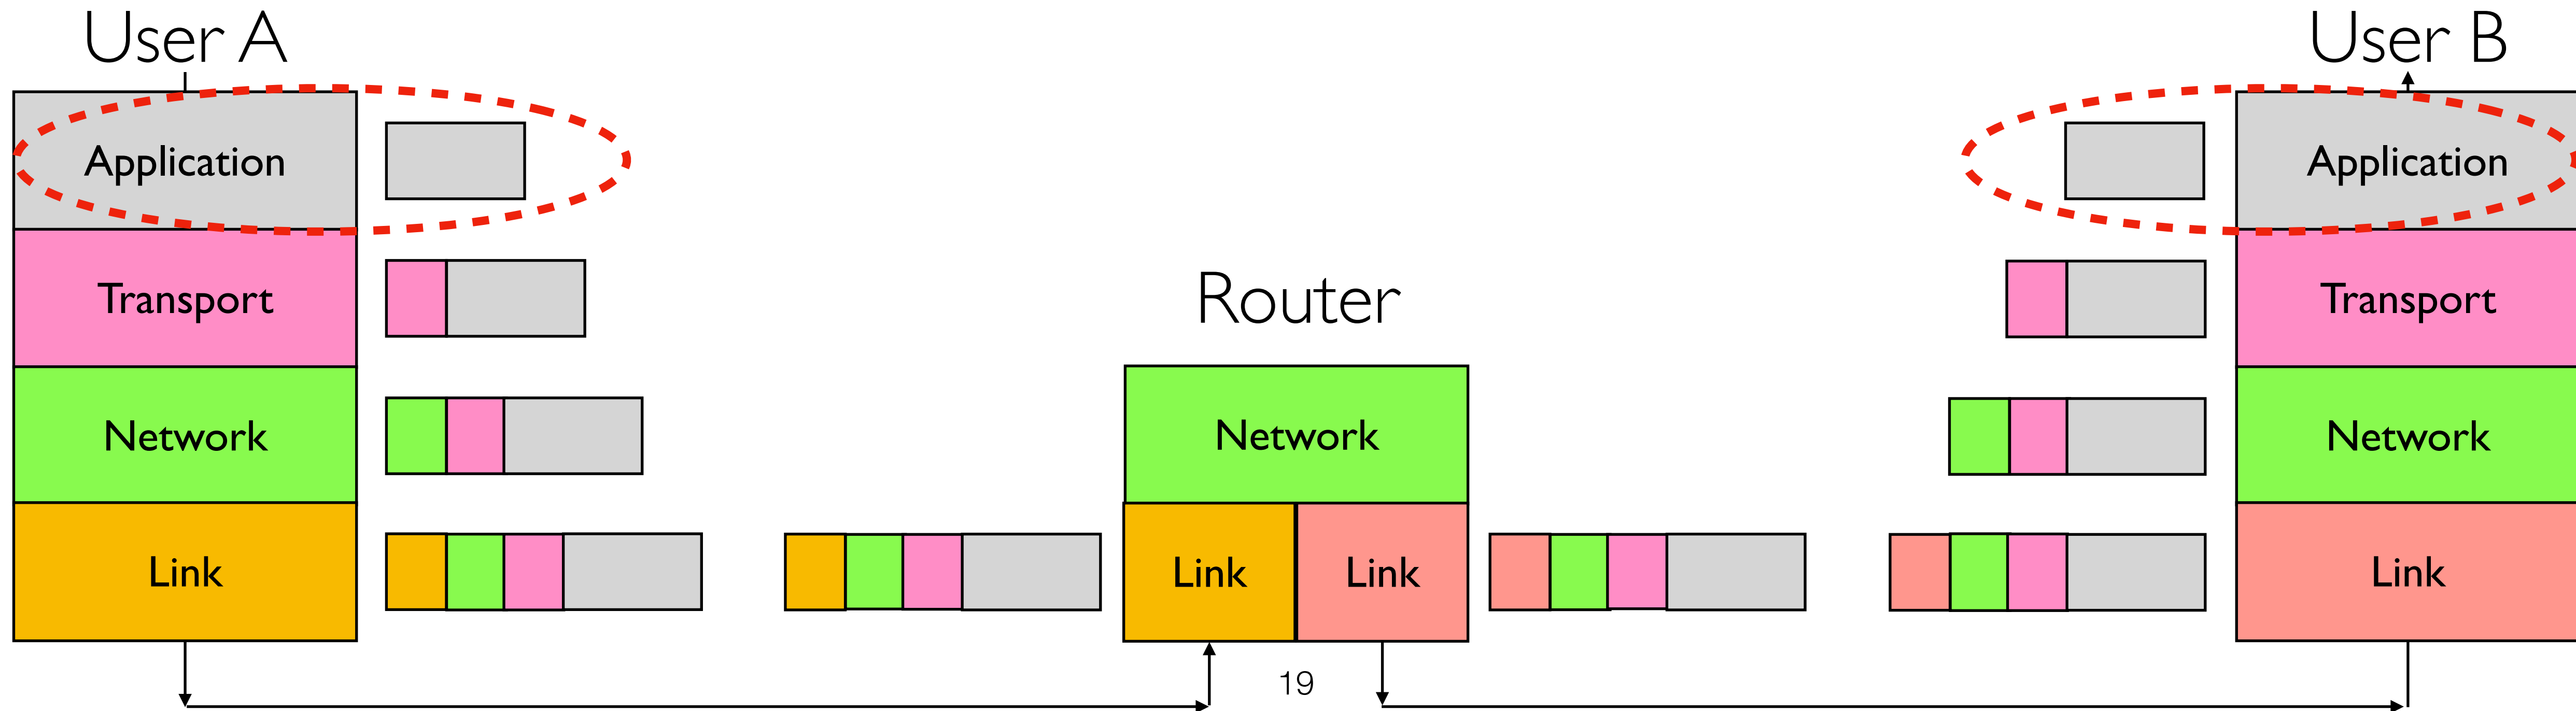 User A
User B
Application
Application
Transport
Router
Transport
Network
Network
Network
Link
Link
Link
Link
19